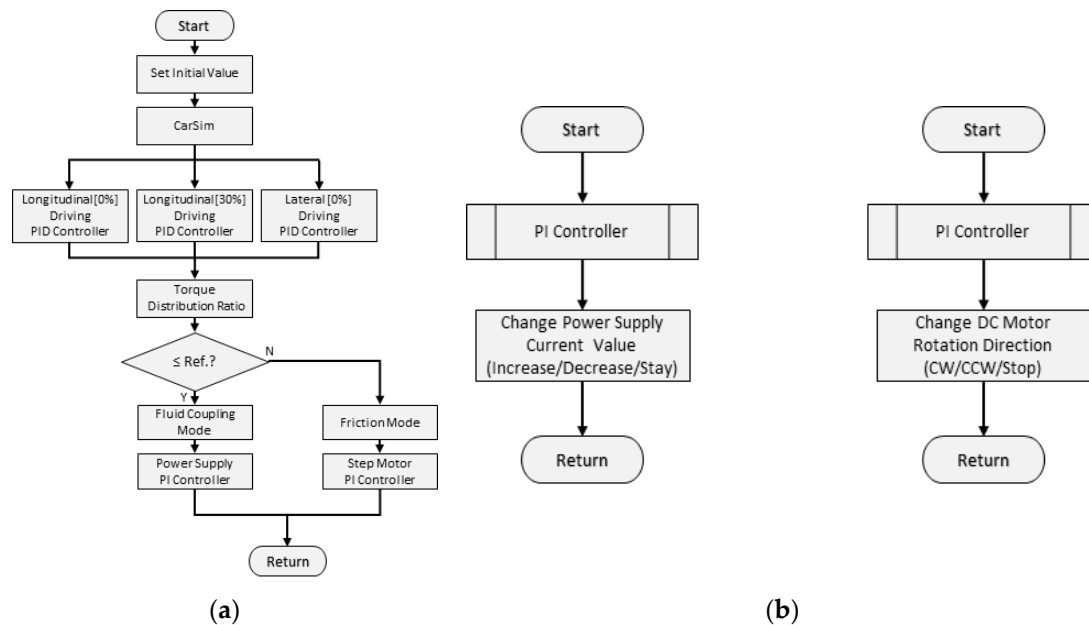 Start
Set Initial Value
CarSim
Longitudinal[0%]
Driving
PID Controller
Longitudinal[30%]
Driving
PID Controller
Lateral[0%]
Driving
PID Controller
Torque
Distribution Ratio
≤ Ref.?
N
Y
Fluid Coupling
Mode
Friction Mode
Power Supply
PI Controller
Step Motor
PI Controller
Return
(a)
Start
PI Controller
Change Power Supply
Current Value
(Increase/Decrease/Stay)
Return
Start
PI Controller
Change DC Motor
Rotation Direction
(CW/CCW/Stop)
Return
(b)